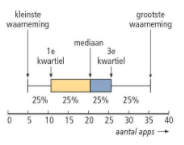 kleinste
waarneming
grootste
waarneming
mediaan
1e
kwartiel
3e
kwartiel
25% 25% 25% 25%
0 5 10 15 20 25 30 35 40
aantal apps →